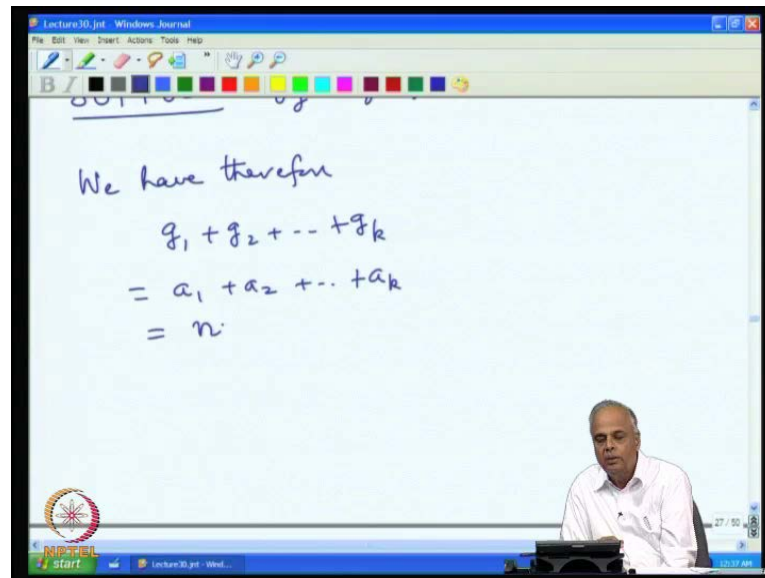 Lecture30.jnt - Windows Journal
File Edit View Insert Actions Tools Help
B I
We have therefore
g₁ + g₂ + -- + gₖ
= a₁ + a₂ + -- + aₖ
= n.
27 / 50
NPTEL
start
Lecture30.jnt - Wind...
12:37 AM